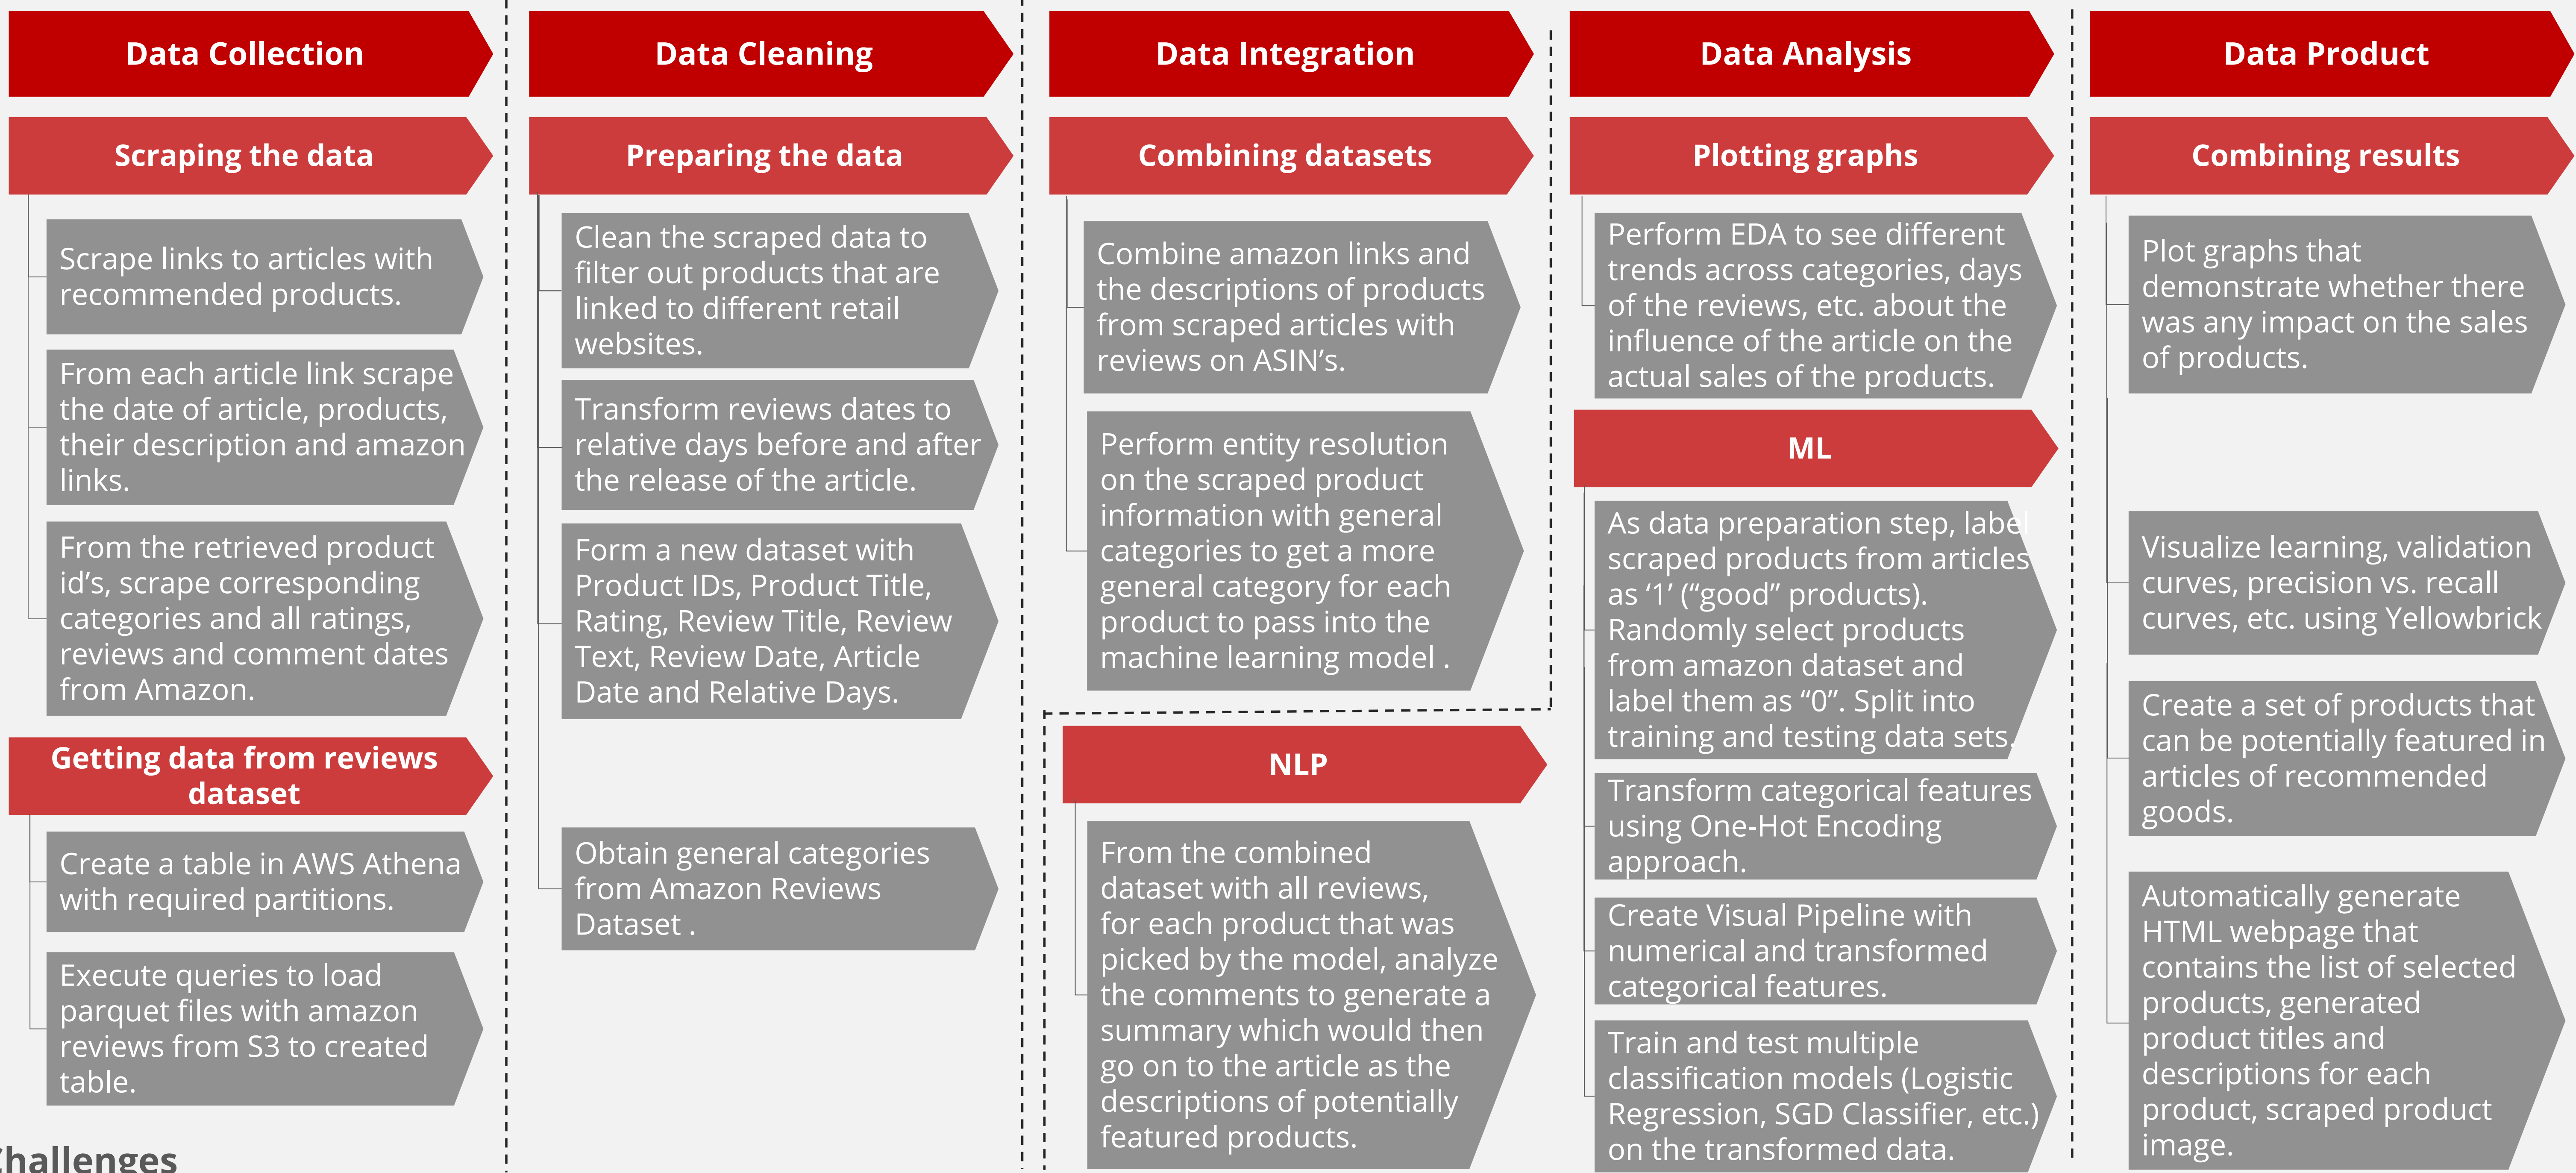 Data Collection
Scraping the data
Scrape links to articles with
recommended products.
From each article link scrape
the date of article, products,
their description and amazon
links.
From the retrieved product
id’s, scrape corresponding
categories and all ratings,
reviews and comment dates
from Amazon.
Getting data from reviews
dataset
Create a table in AWS Athena
with required partitions.
Execute queries to load
parquet files with amazon
reviews from S3 to created
table.
Data Cleaning
Preparing the data
Clean the scraped data to
filter out products that are
linked to different retail
websites.
Transform reviews dates to
relative days before and after
the release of the article.
Form a new dataset with
Product IDs, Product Title,
Rating, Review Title, Review
Text, Review Date, Article
Date and Relative Days.
Obtain general categories
from Amazon Reviews
Dataset .
Data Integration
Combining datasets
Combine amazon links and
the descriptions of products
from scraped articles with
reviews on ASIN’s.
Perform entity resolution
on the scraped product
information with general
categories to get a more
general category for each
product to pass into the
machine learning model .
NLP
From the combined
dataset with all reviews,
for each product that was
picked by the model, analyze
the comments to generate a
summary which would then
go on to the article as the
descriptions of potentially
featured products.
Data Analysis
Plotting graphs
Perform EDA to see different
trends across categories, days
of the reviews, etc. about the
influence of the article on the
actual sales of the products.
ML
As data preparation step, label
scraped products from articles
as ‘1’ (“good” products).
Randomly select products
from amazon dataset and
label them as “0”. Split into
training and testing data sets.
Transform categorical features
using One-Hot Encoding
approach.
Create Visual Pipeline with
numerical and transformed
categorical features.
Train and test multiple
classification models (Logistic
Regression, SGD Classifier, etc.)
on the transformed data.
Data Product
Combining results
Plot graphs that
demonstrate whether there
was any impact on the sales
of products.
Visualize learning, validation
curves, precision vs. recall
curves, etc. using Yellowbrick
Create a set of products that
can be potentially featured in
articles of recommended
goods.
Automatically generate
HTML webpage that
contains the list of selected
products, generated
product titles and
descriptions for each
product, scraped product
image.
Challenges